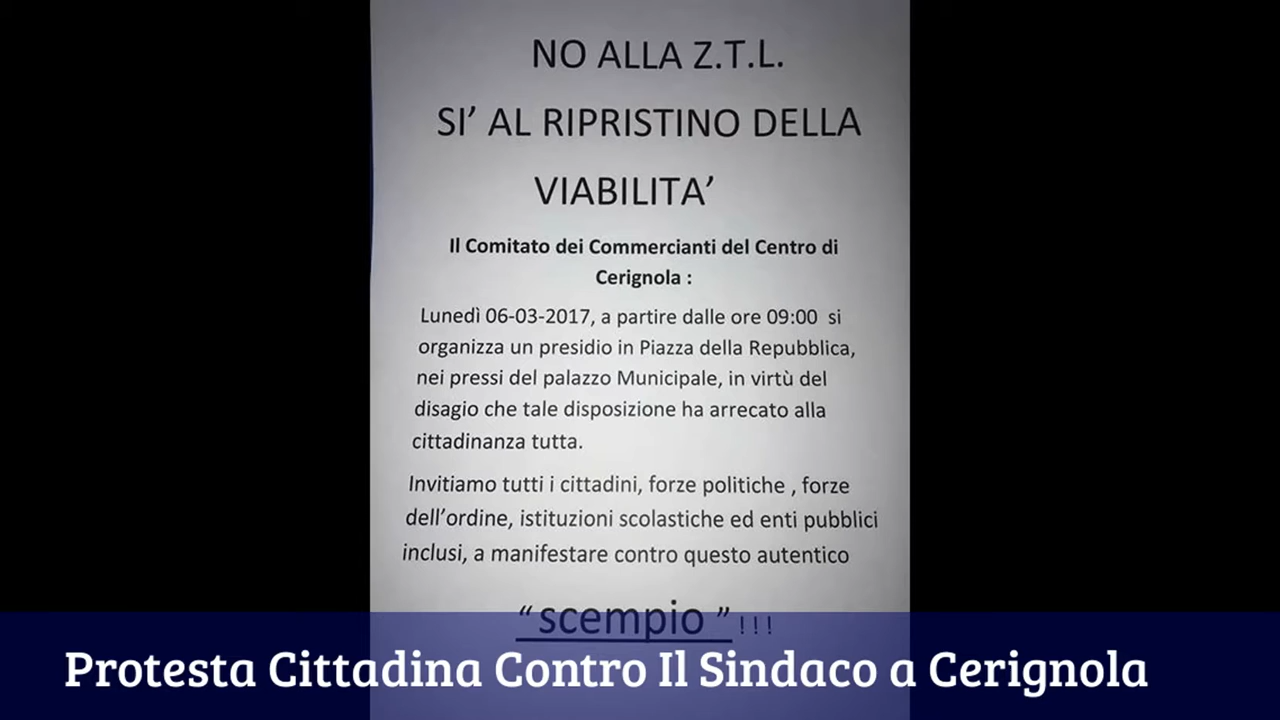 NO ALLA Z.T.L.
SI’ AL RIPRISTINO DELLA
VIABILITA’
Il Comitato dei Commercianti del Centro di
Cerignola :
Lunedì 06-03-2017, a partire dalle ore 09:00 si
organizza un presidio in Piazza della Repubblica,
nei pressi del palazzo Municipale, in virtù del
disagio che tale disposizione ha arrecato alla
cittadinanza tutta.
Invitiamo tutti i cittadini, forze politiche , forze
dell’ordine, istituzioni scolastiche ed enti pubblici
inclusi, a manifestare contro questo autentico
“ scempio ” !!!
Protesta Cittadina Contro Il Sindaco a Cerignola